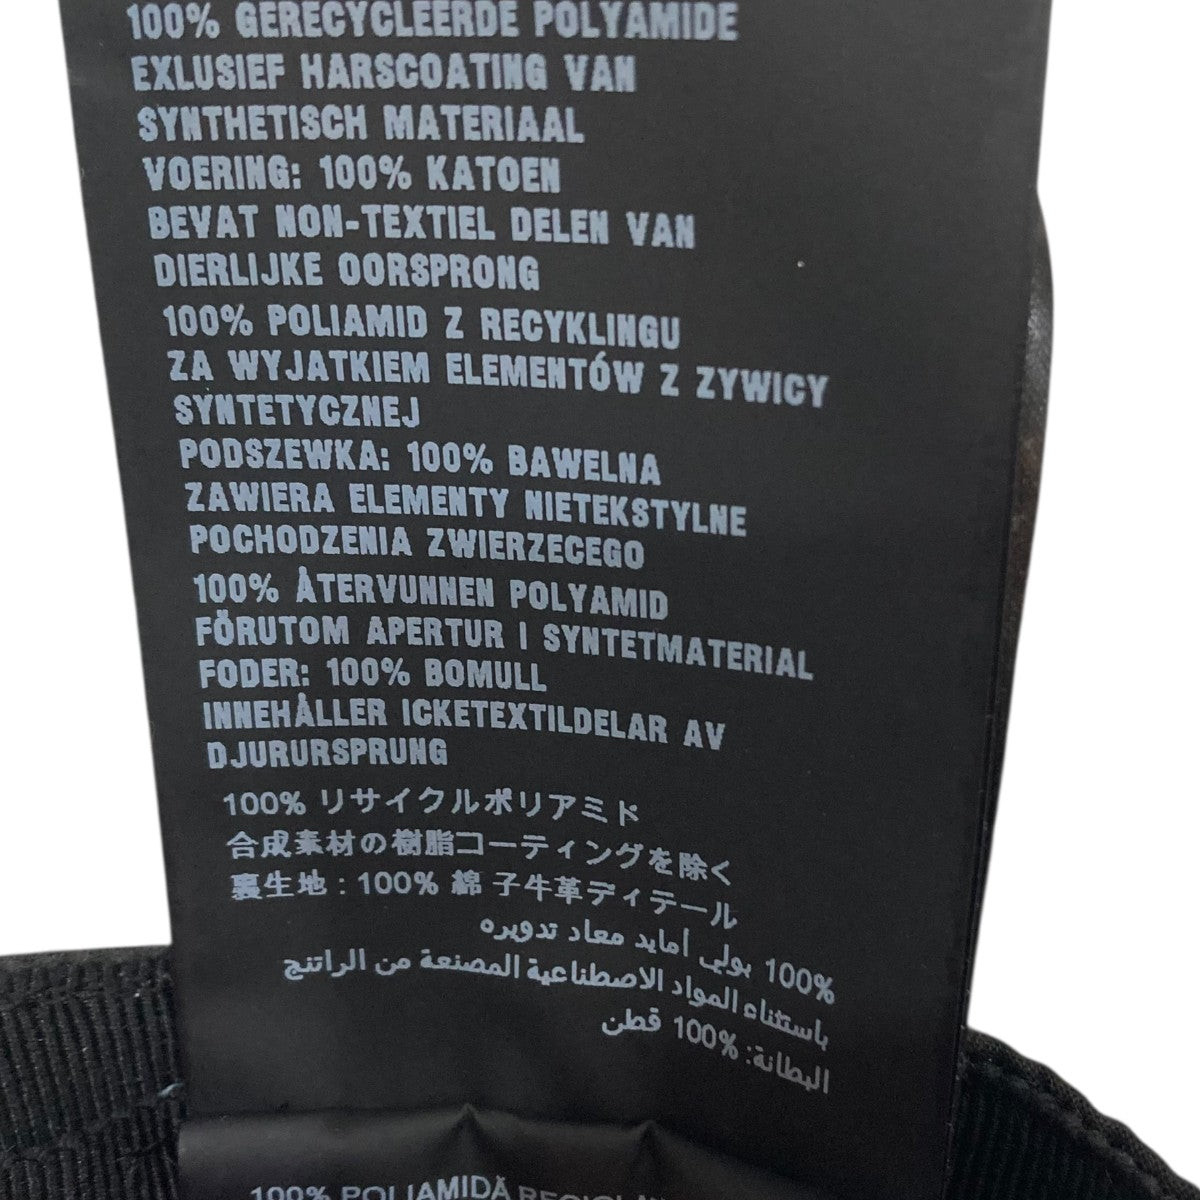 100% GERECYCLEERDE POLYAMIDE
EXLUSIEF HARSCOATING VAN
SYNTHETISCH MATERIAAL
VOERING: 100% KATOEN
BEVAT NON-TEXTIEL DELEN VAN
DIERLIJKE OORSPRONG
100% POLIAMID Z RECYKLINGU
ZA WYJATKIEM ELEMENTÓW Z ZYWICY
SYNTETYCZNEJ
PODSZEWKA: 100% BAWELNA
ZAWIERA ELEMENTY NIETEKSTYLNE
POCHODZENIA ZWIERZECEGO
100% ÅTERVUNNEN POLYAMID
FÖRUTOM APERTUR I SYNTETMATERIAL
FODER: 100% BOMULL
INNEHÅLLER ICKETEXTILDELAR AV
DJURURSPRUNG
100% リサイクルポリアミド
合成素材の樹脂コーティングを除く
裏生地：100% 綿 子牛革ディテール
100% بولي أمايد معاد تدويره
باستثناء المواد الاصطناعية المصنعة من الراتنج
البطانة: 100% قطن
100% POLIAMIDĂ